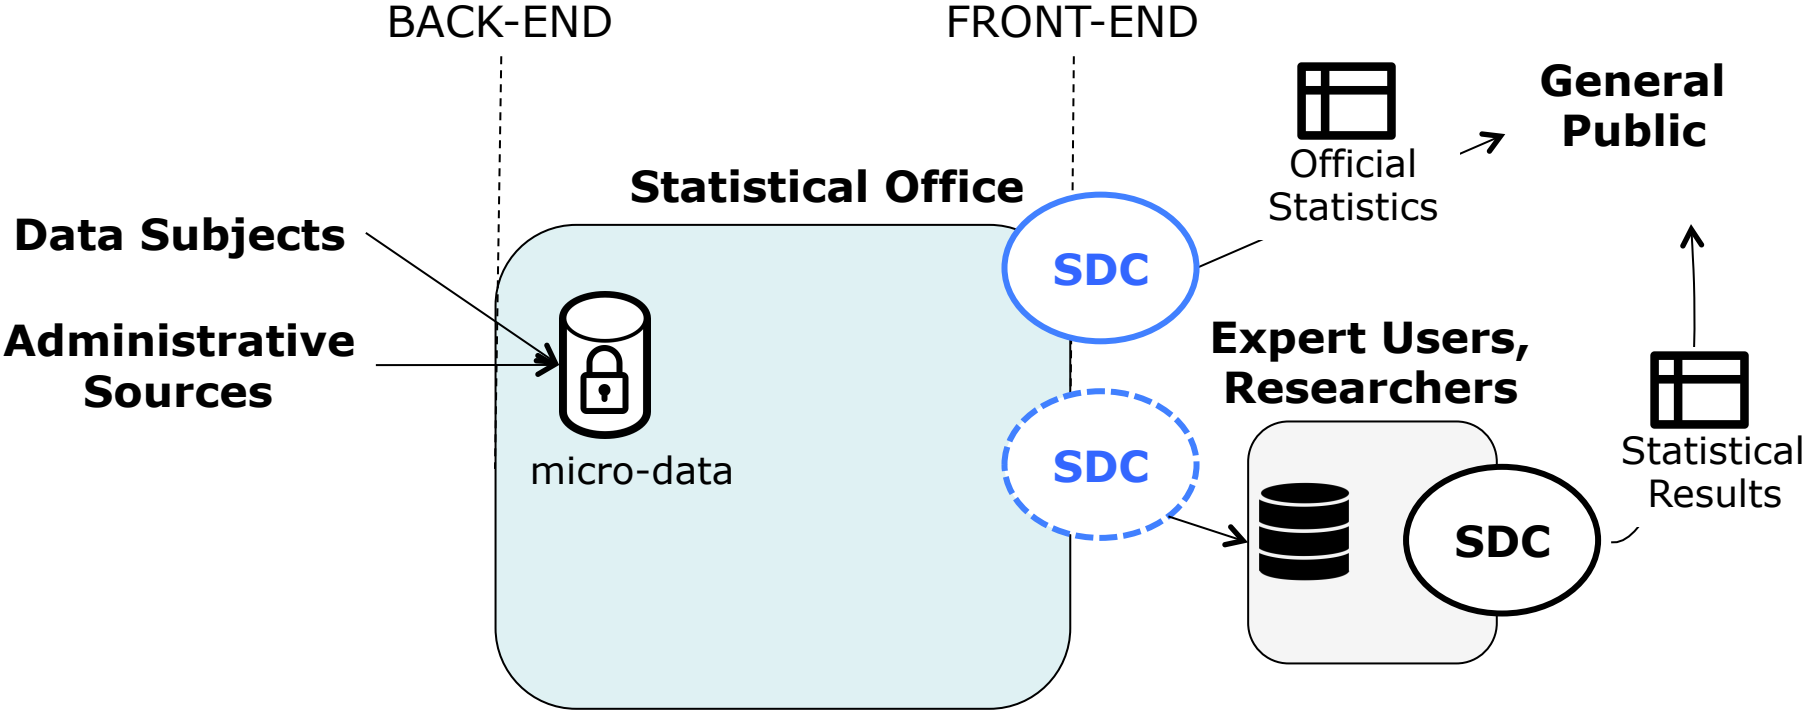 BACK-END
FRONT-END
General
Public
Official
Statistics
Statistical Office
Data Subjects
SDC
Administrative
Sources
Expert Users,
Researchers
micro-data
SDC
Statistical
Results
SDC